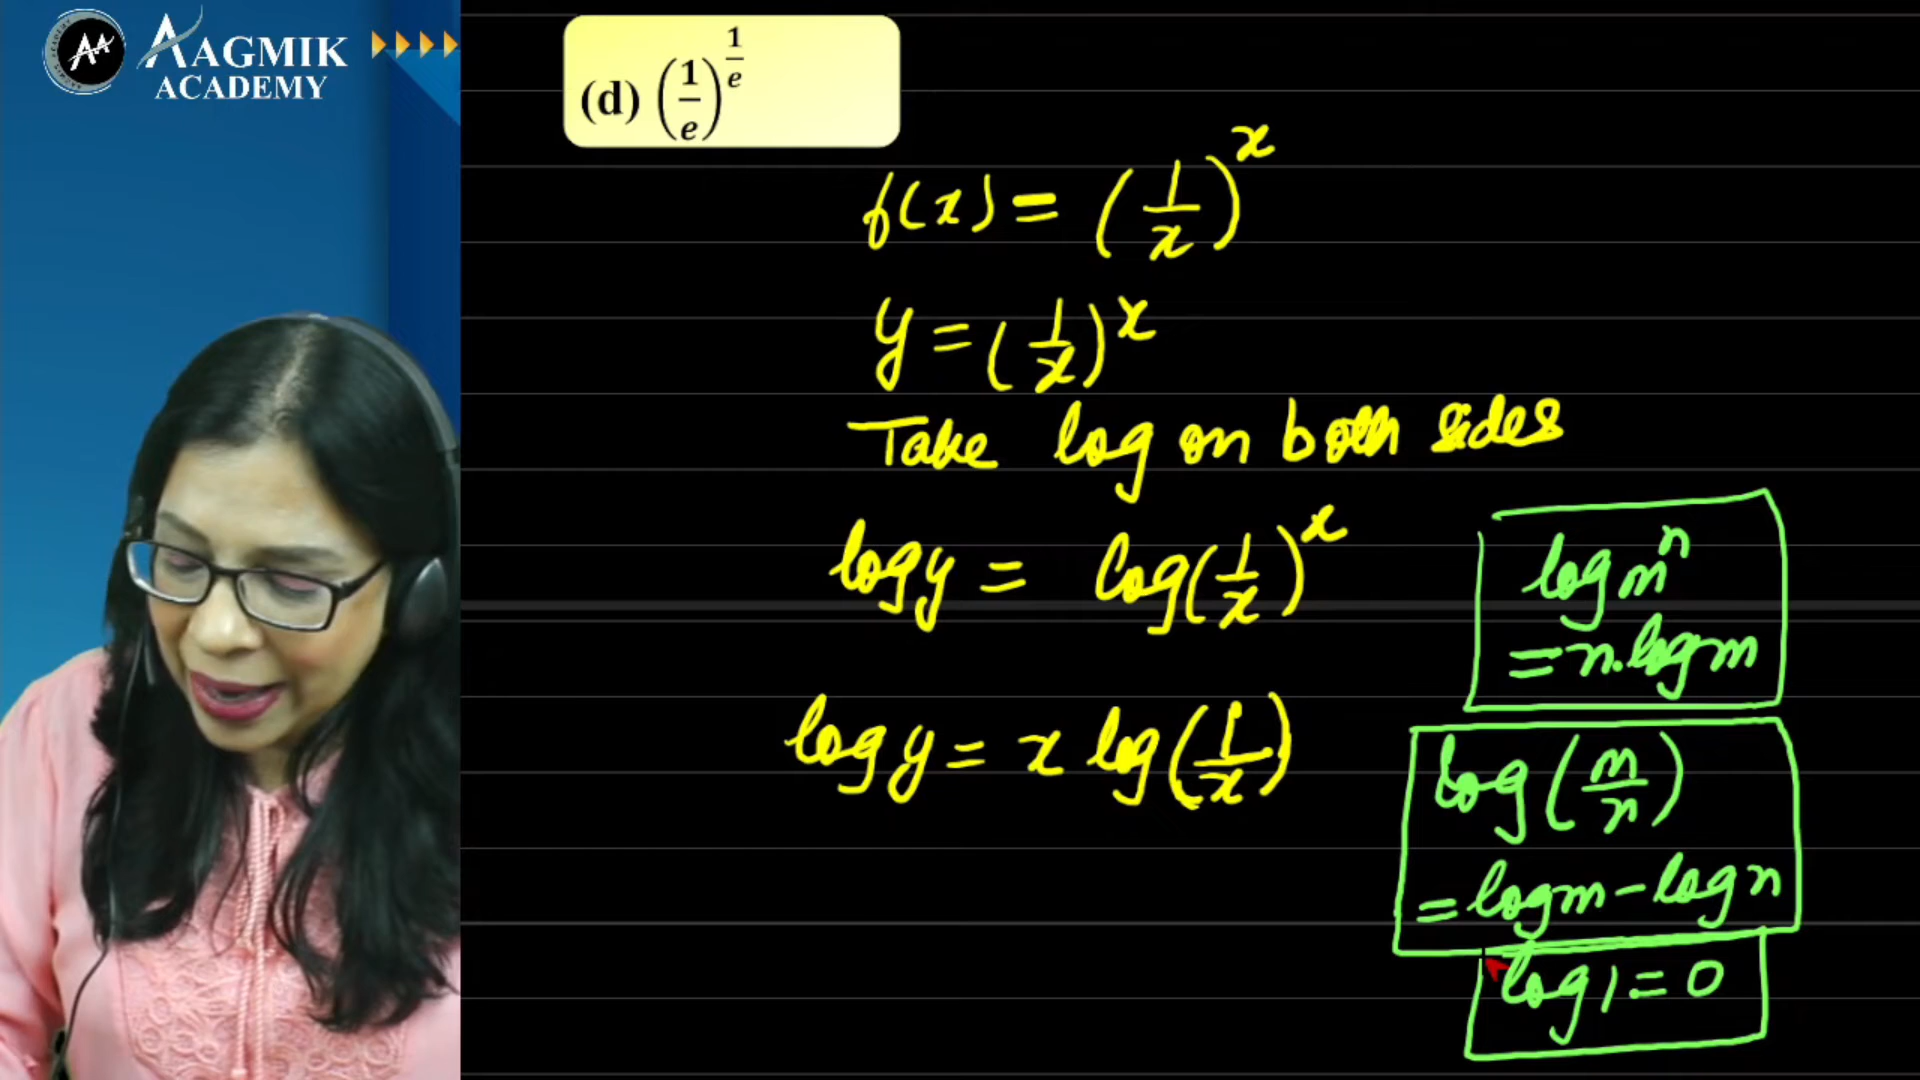 AAGMIK
ACADEMY
(d) (1/e)^(1/e)
f(x) = (1/x)^x
y = (1/x)^x
Take log on both sides
log y = log(1/x)^x
log y = x log(1/x)
log m^n
= n.log m
log(m/n)
= log m - log n
log 1 = 0